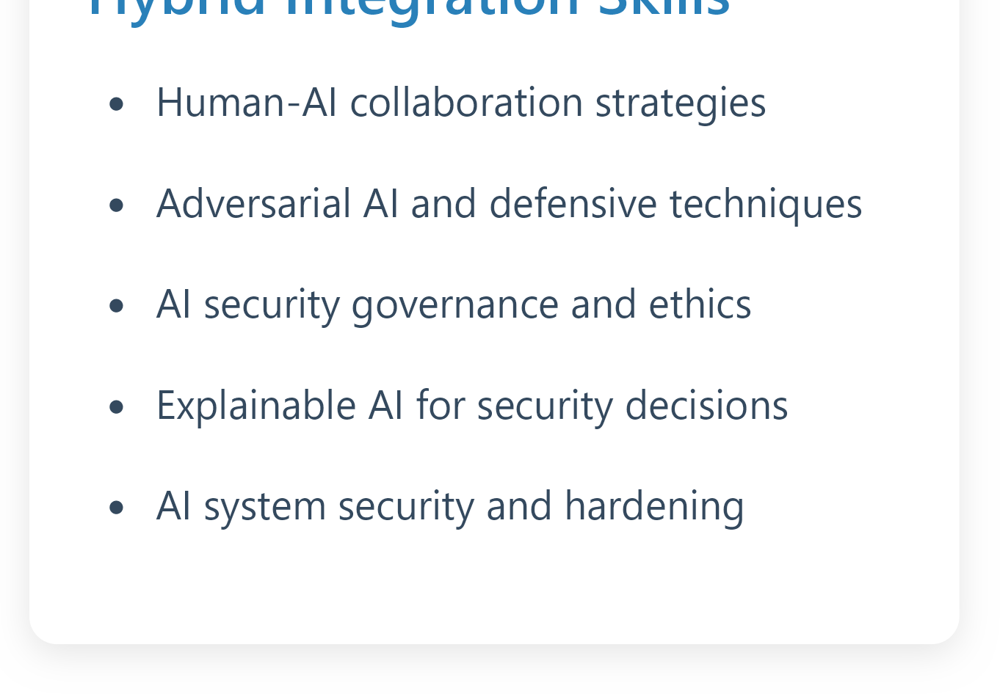 Hybrid Integration Skills
• Human-AI collaboration strategies
• Adversarial AI and defensive techniques
• AI security governance and ethics
• Explainable AI for security decisions
• AI system security and hardening